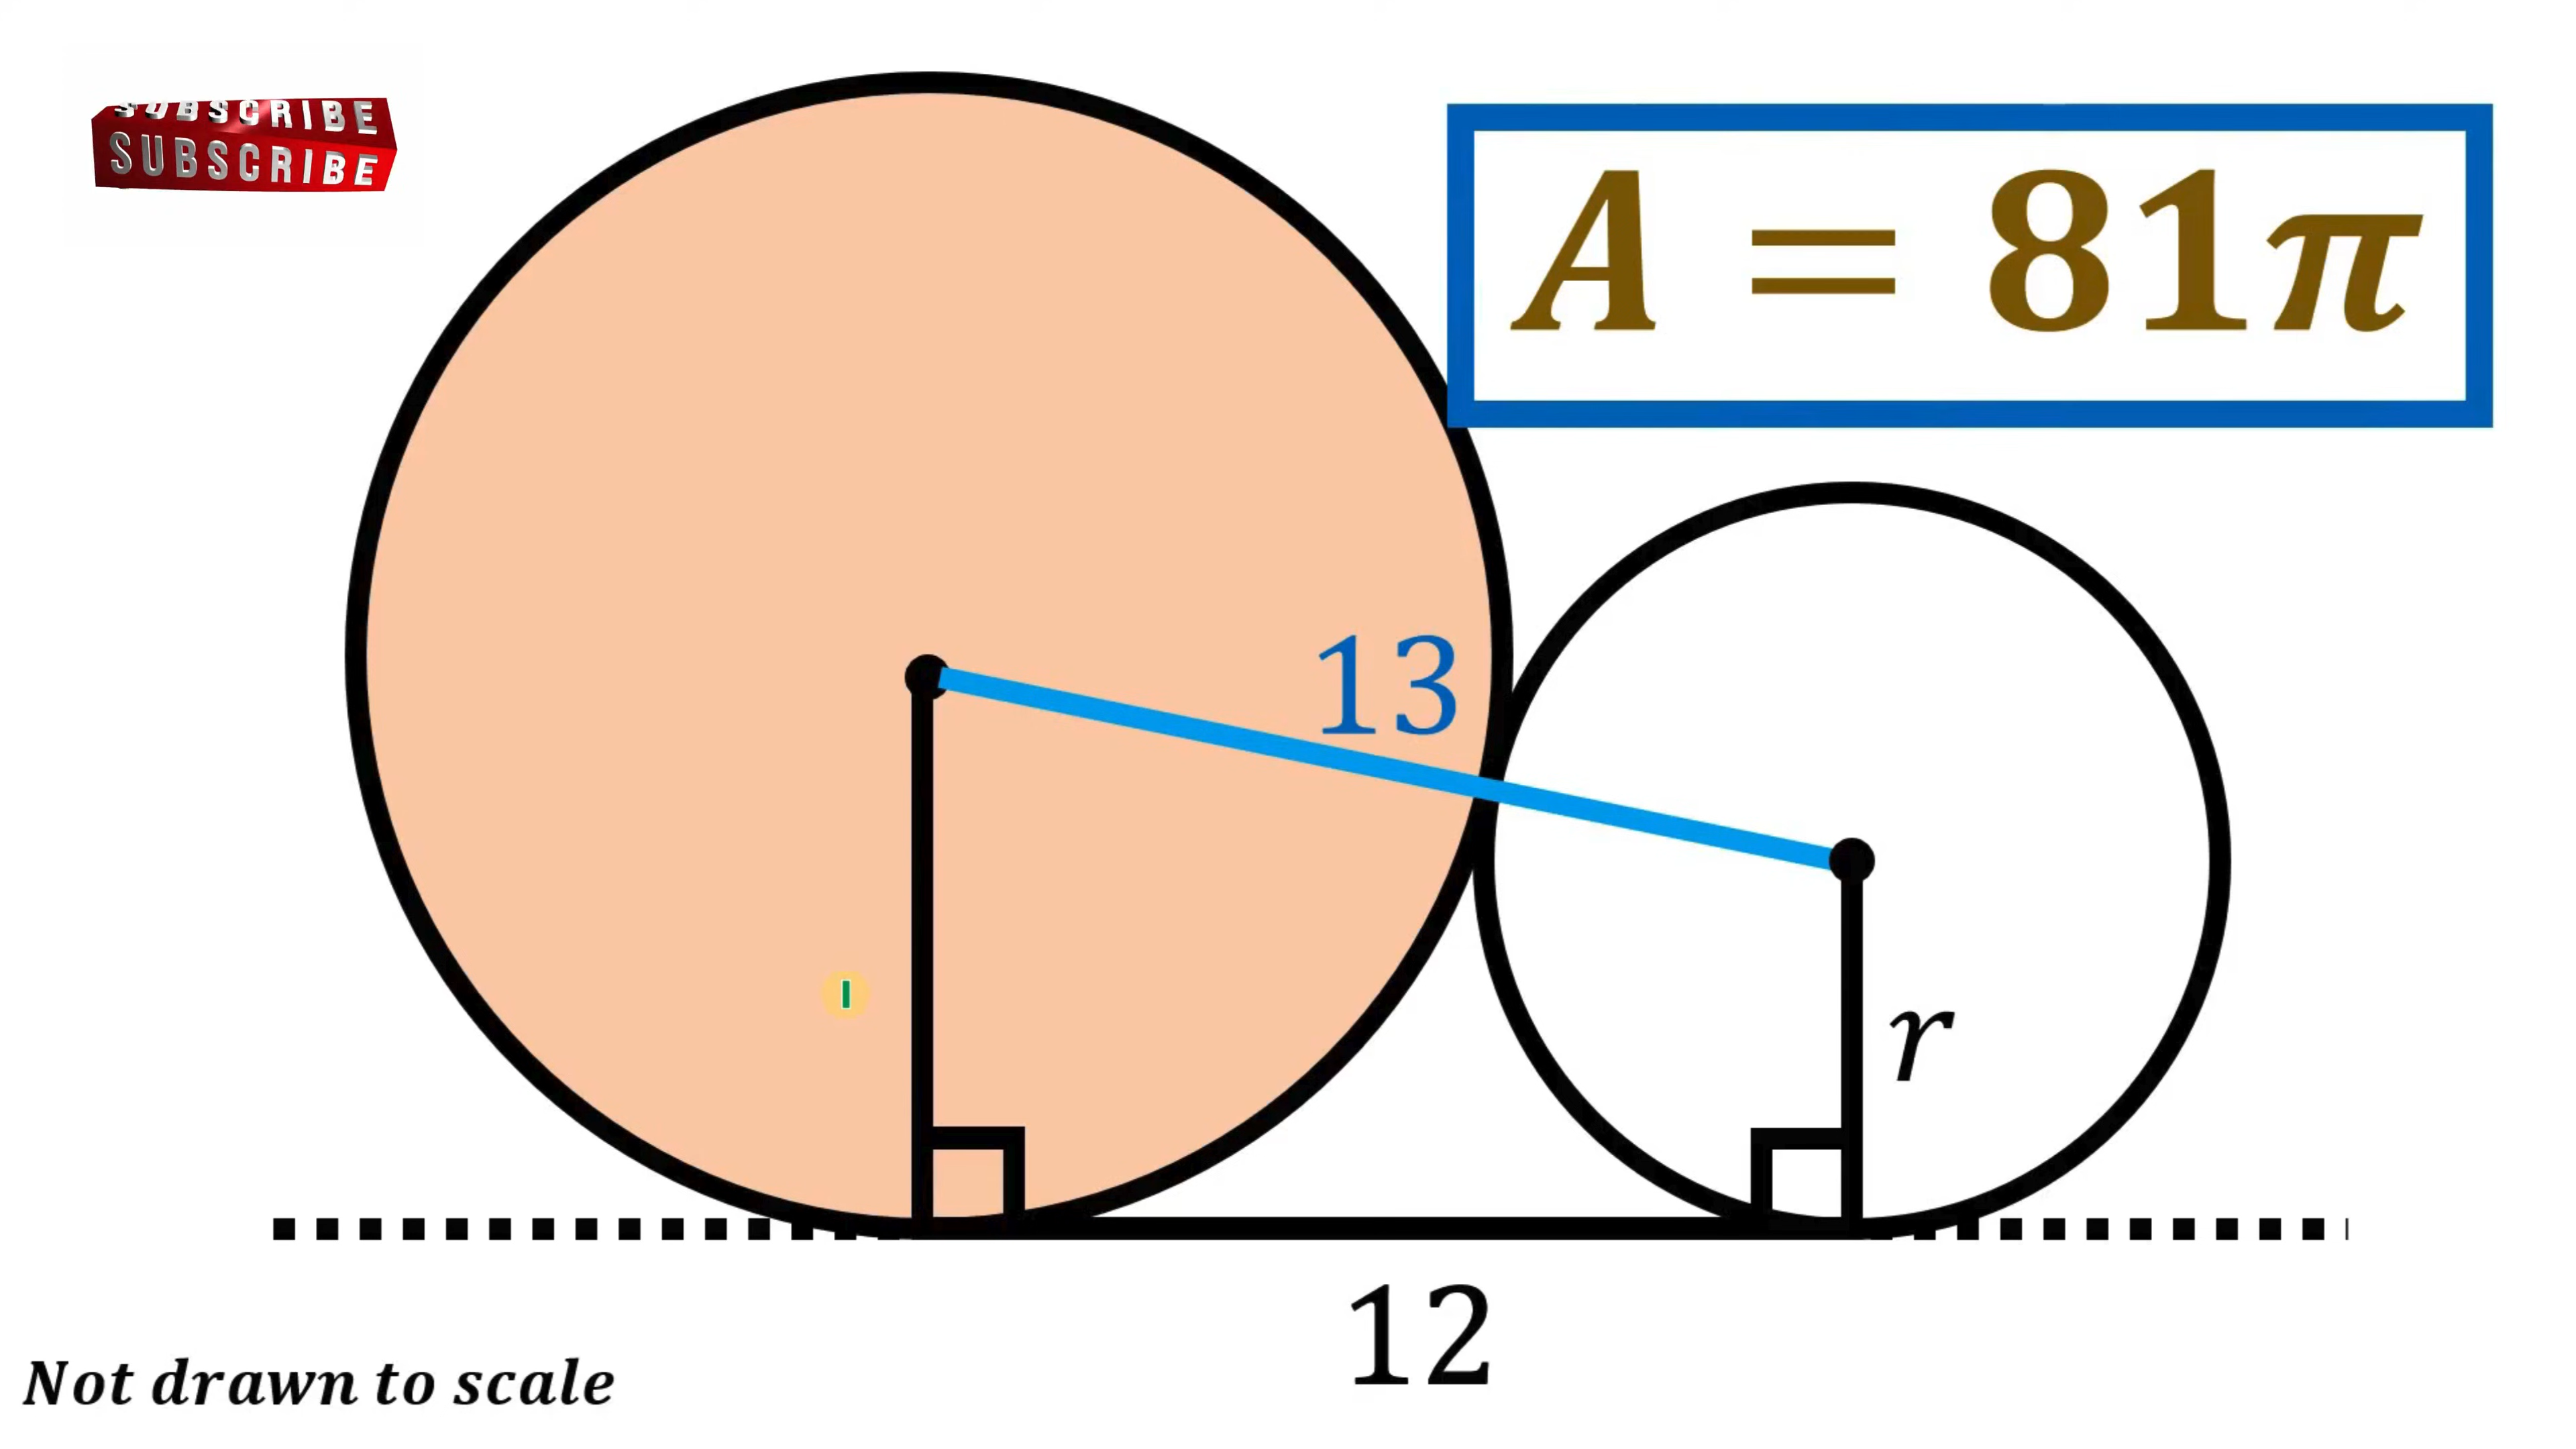 SUBSCRIBE
SUBSCRIBE
A = 81π
13
r
12
Not drawn to scale